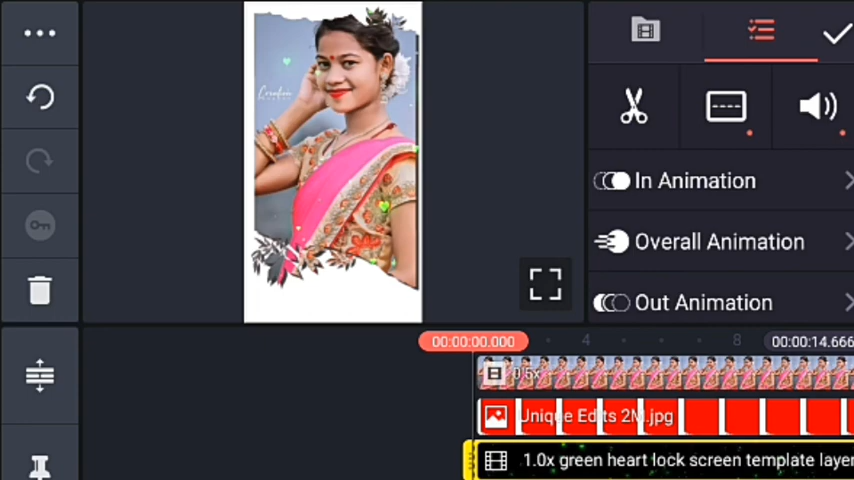 Creation
In Animation
Overall Animation
Out Animation
00:00:00.000
4
8
00:00:14.666
0.5x
Unique Edits 2M.jpg
1.0x green heart lock screen template layer